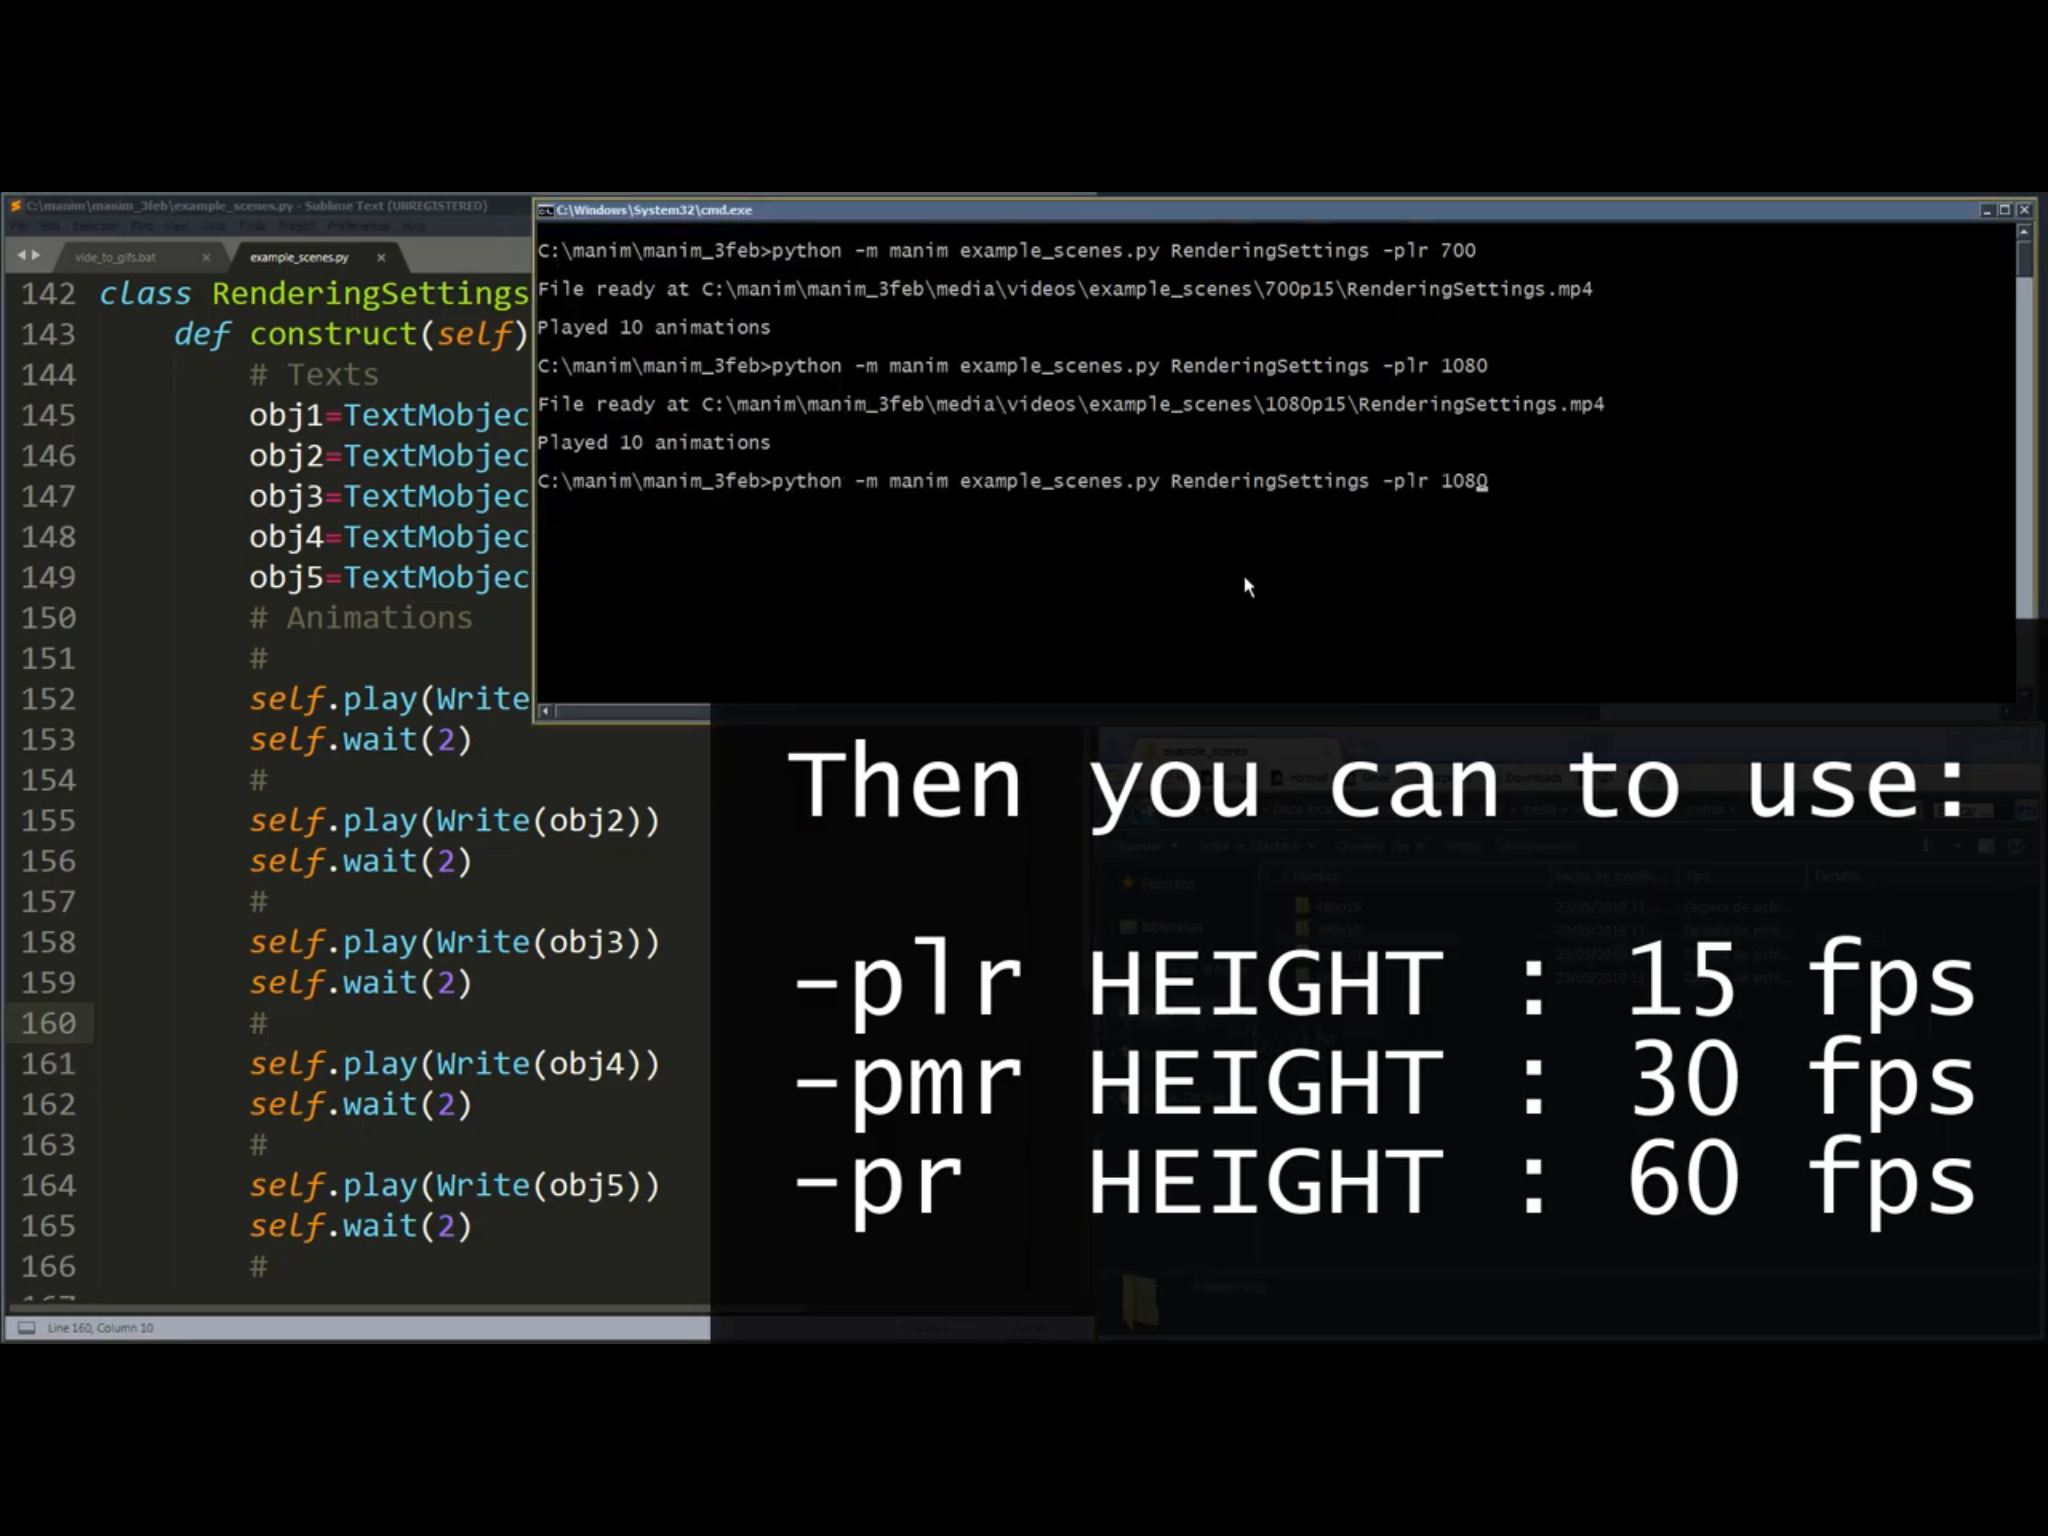 C:\manim\manim_3feb\example_scenes.py - Sublime Text (UNREGISTERED)
vide_to_gifs.bat
example_scenes.py
142 class RenderingSettings
143 def construct(self)
144 # Texts
145 obj1=TextMobjec
146 obj2=TextMobjec
147 obj3=TextMobjec
148 obj4=TextMobjec
149 obj5=TextMobjec
150 # Animations
151 #
152 self.play(Write
153 self.wait(2)
154 #
155 self.play(Write(obj2))
156 self.wait(2)
157 #
158 self.play(Write(obj3))
159 self.wait(2)
160 #
161 self.play(Write(obj4))
162 self.wait(2)
163 #
164 self.play(Write(obj5))
165 self.wait(2)
166 #
Line 160, Column 10
C:\Windows\System32\cmd.exe
C:\manim\manim_3feb>python -m manim example_scenes.py RenderingSettings -plr 700
File ready at C:\manim\manim_3feb\media\videos\example_scenes\700p15\RenderingSettings.mp4
Played 10 animations
C:\manim\manim_3feb>python -m manim example_scenes.py RenderingSettings -plr 1080
File ready at C:\manim\manim_3feb\media\videos\example_scenes\1080p15\RenderingSettings.mp4
Played 10 animations
C:\manim\manim_3feb>python -m manim example_scenes.py RenderingSettings -plr 1080
Then you can to use:
-plr HEIGHT : 15 fps
-pmr HEIGHT : 30 fps
-pr HEIGHT : 60 fps
example_scenes
Favoritos
Bibliotecas
Nombre
Tipo
Tamaño
480p15